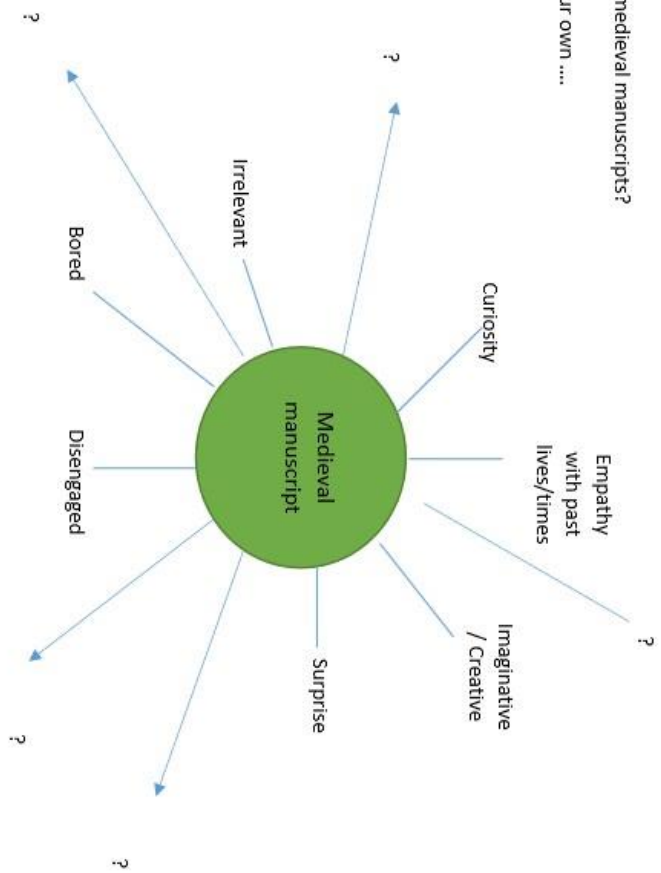 medieval manuscripts?
ur own ....
?
Empathy
with past
lives/times
Curiosity
Imaginative
/ Creative
?
Medieval
manuscript
Surprise
Irrelevant
?
Bored
Disengaged
?
?